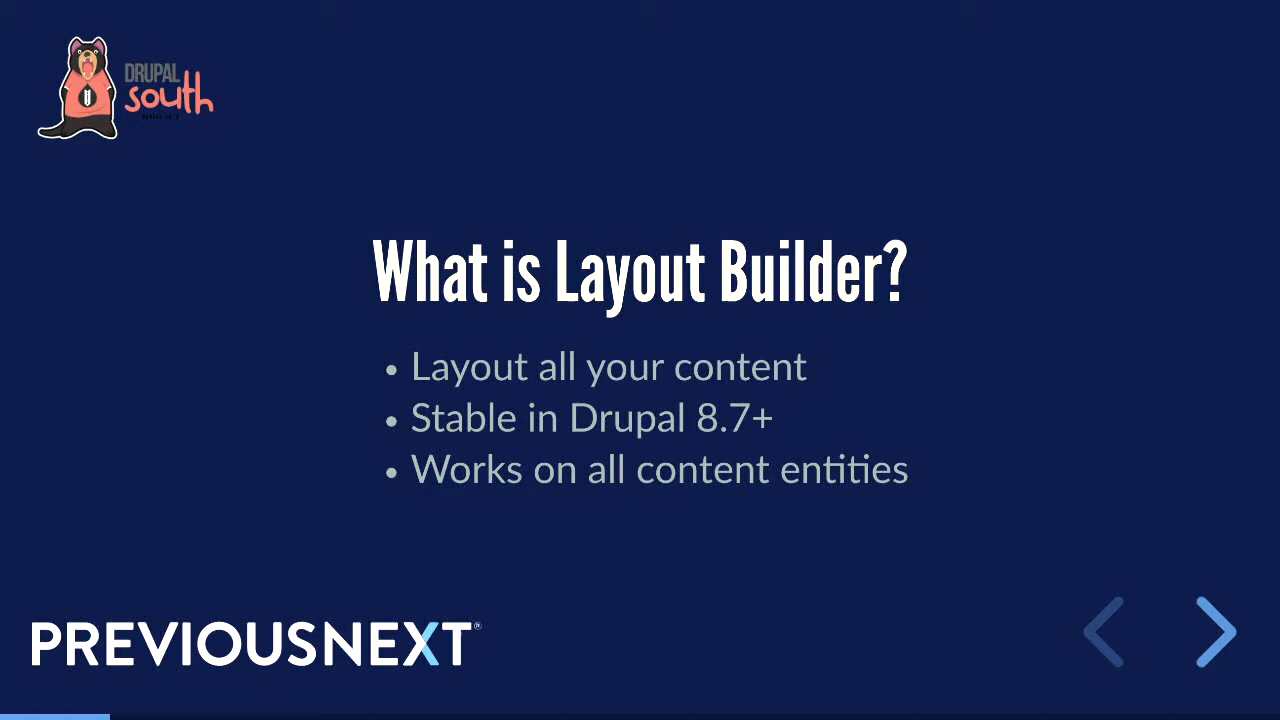 DRUPAL
south
What is Layout Builder?
• Layout all your content
• Stable in Drupal 8.7+
• Works on all content entities
PREVIOUSNEXT®